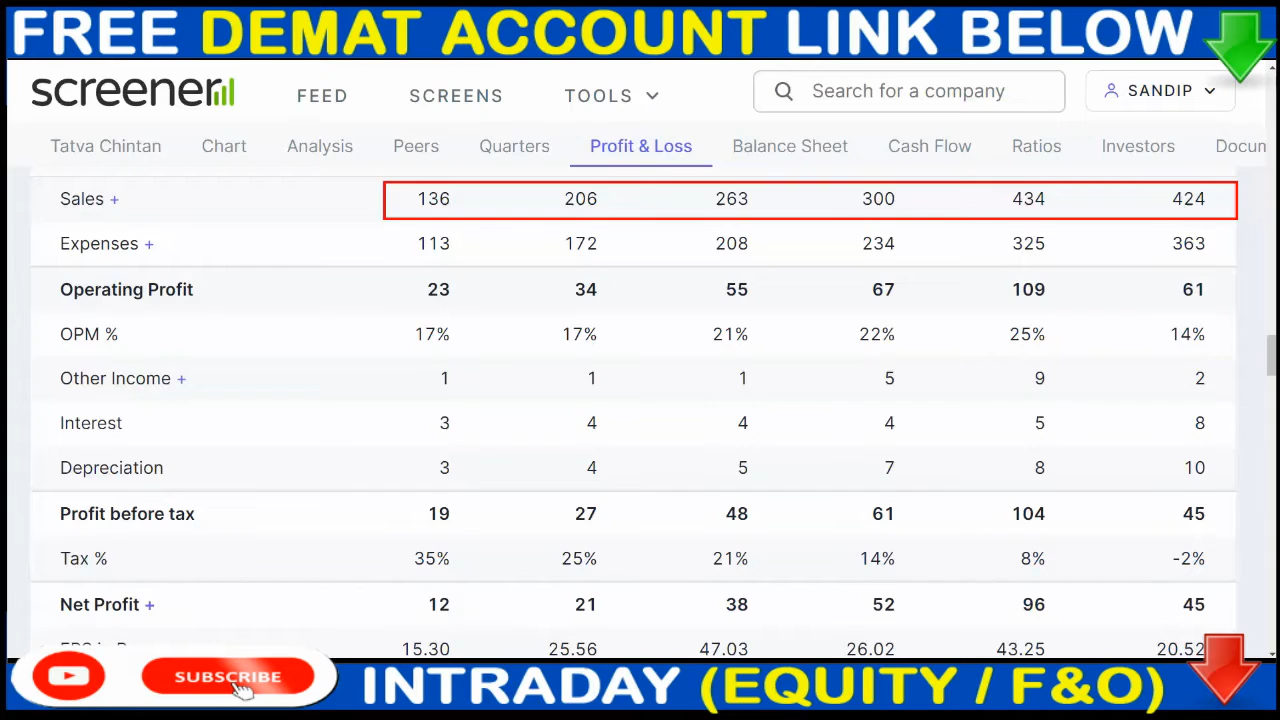 FREE DEMAT ACCOUNT LINK BELOW
screener FEED SCREENS TOOLS Search for a company SANDIP
Tatva Chintan Chart Analysis Peers Quarters Profit & Loss Balance Sheet Cash Flow Ratios Investors Docum
Sales + 136 206 263 300 434 424
Expenses + 113 172 208 234 325 363
Operating Profit 23 34 55 67 109 61
OPM % 17% 17% 21% 22% 25% 14%
Other Income + 1 1 1 5 9 2
Interest 3 4 4 4 5 8
Depreciation 3 4 5 7 8 10
Profit before tax 19 27 48 61 104 45
Tax % 35% 25% 21% 14% 8% -2%
Net Profit + 12 21 38 52 96 45
15.30 25.56 47.03 26.02 43.25 20.52
SUBSCRIBE
INTRADAY (EQUITY / F&O)